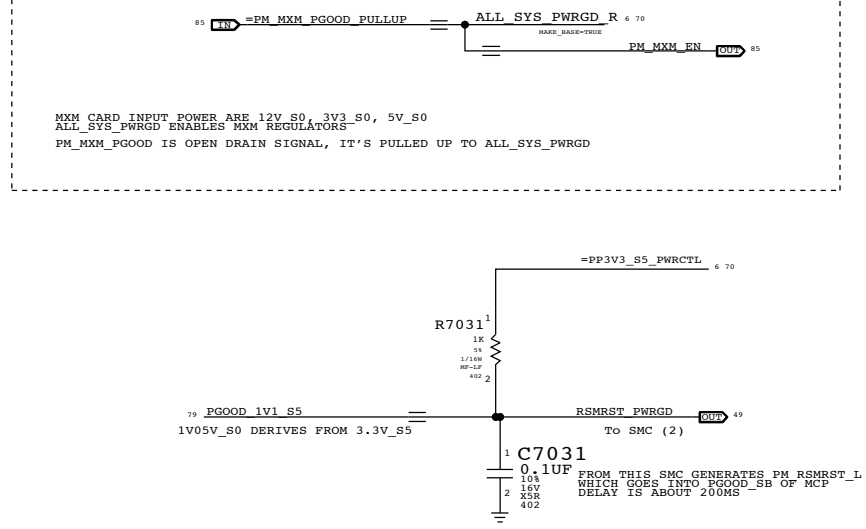 85 IN =PM_MXM_PGOOD_PULLUP ALL_SYS_PWRGD_R 6 70
MAKE_BASE=TRUE
PM_MXM_EN OUT 85
MXM CARD INPUT POWER ARE 12V_S0, 3V3_S0, 5V_S0
ALL_SYS_PWRGD ENABLES MXM REGULATORS
PM_MXM_PGOOD IS OPEN DRAIN SIGNAL, IT'S PULLED UP TO ALL_SYS_PWRGD
=PP3V3_S5_PWRCTL 6 70
R7031 1
1K
5%
1/16W
MF-LF
402 2
79 PGOOD_1V1_S5 RSMRST_PWRGD OUT 49
1V05V_S0 DERIVES FROM 3.3V_S5 To SMC (2)
1 C7031
0.1UF
10%
16V
2 X5R
402
FROM THIS SMC GENERATES PM_RSMRST_L
WHICH GOES INTO PGOOD_SB OF MCP
DELAY IS ABOUT 200MS